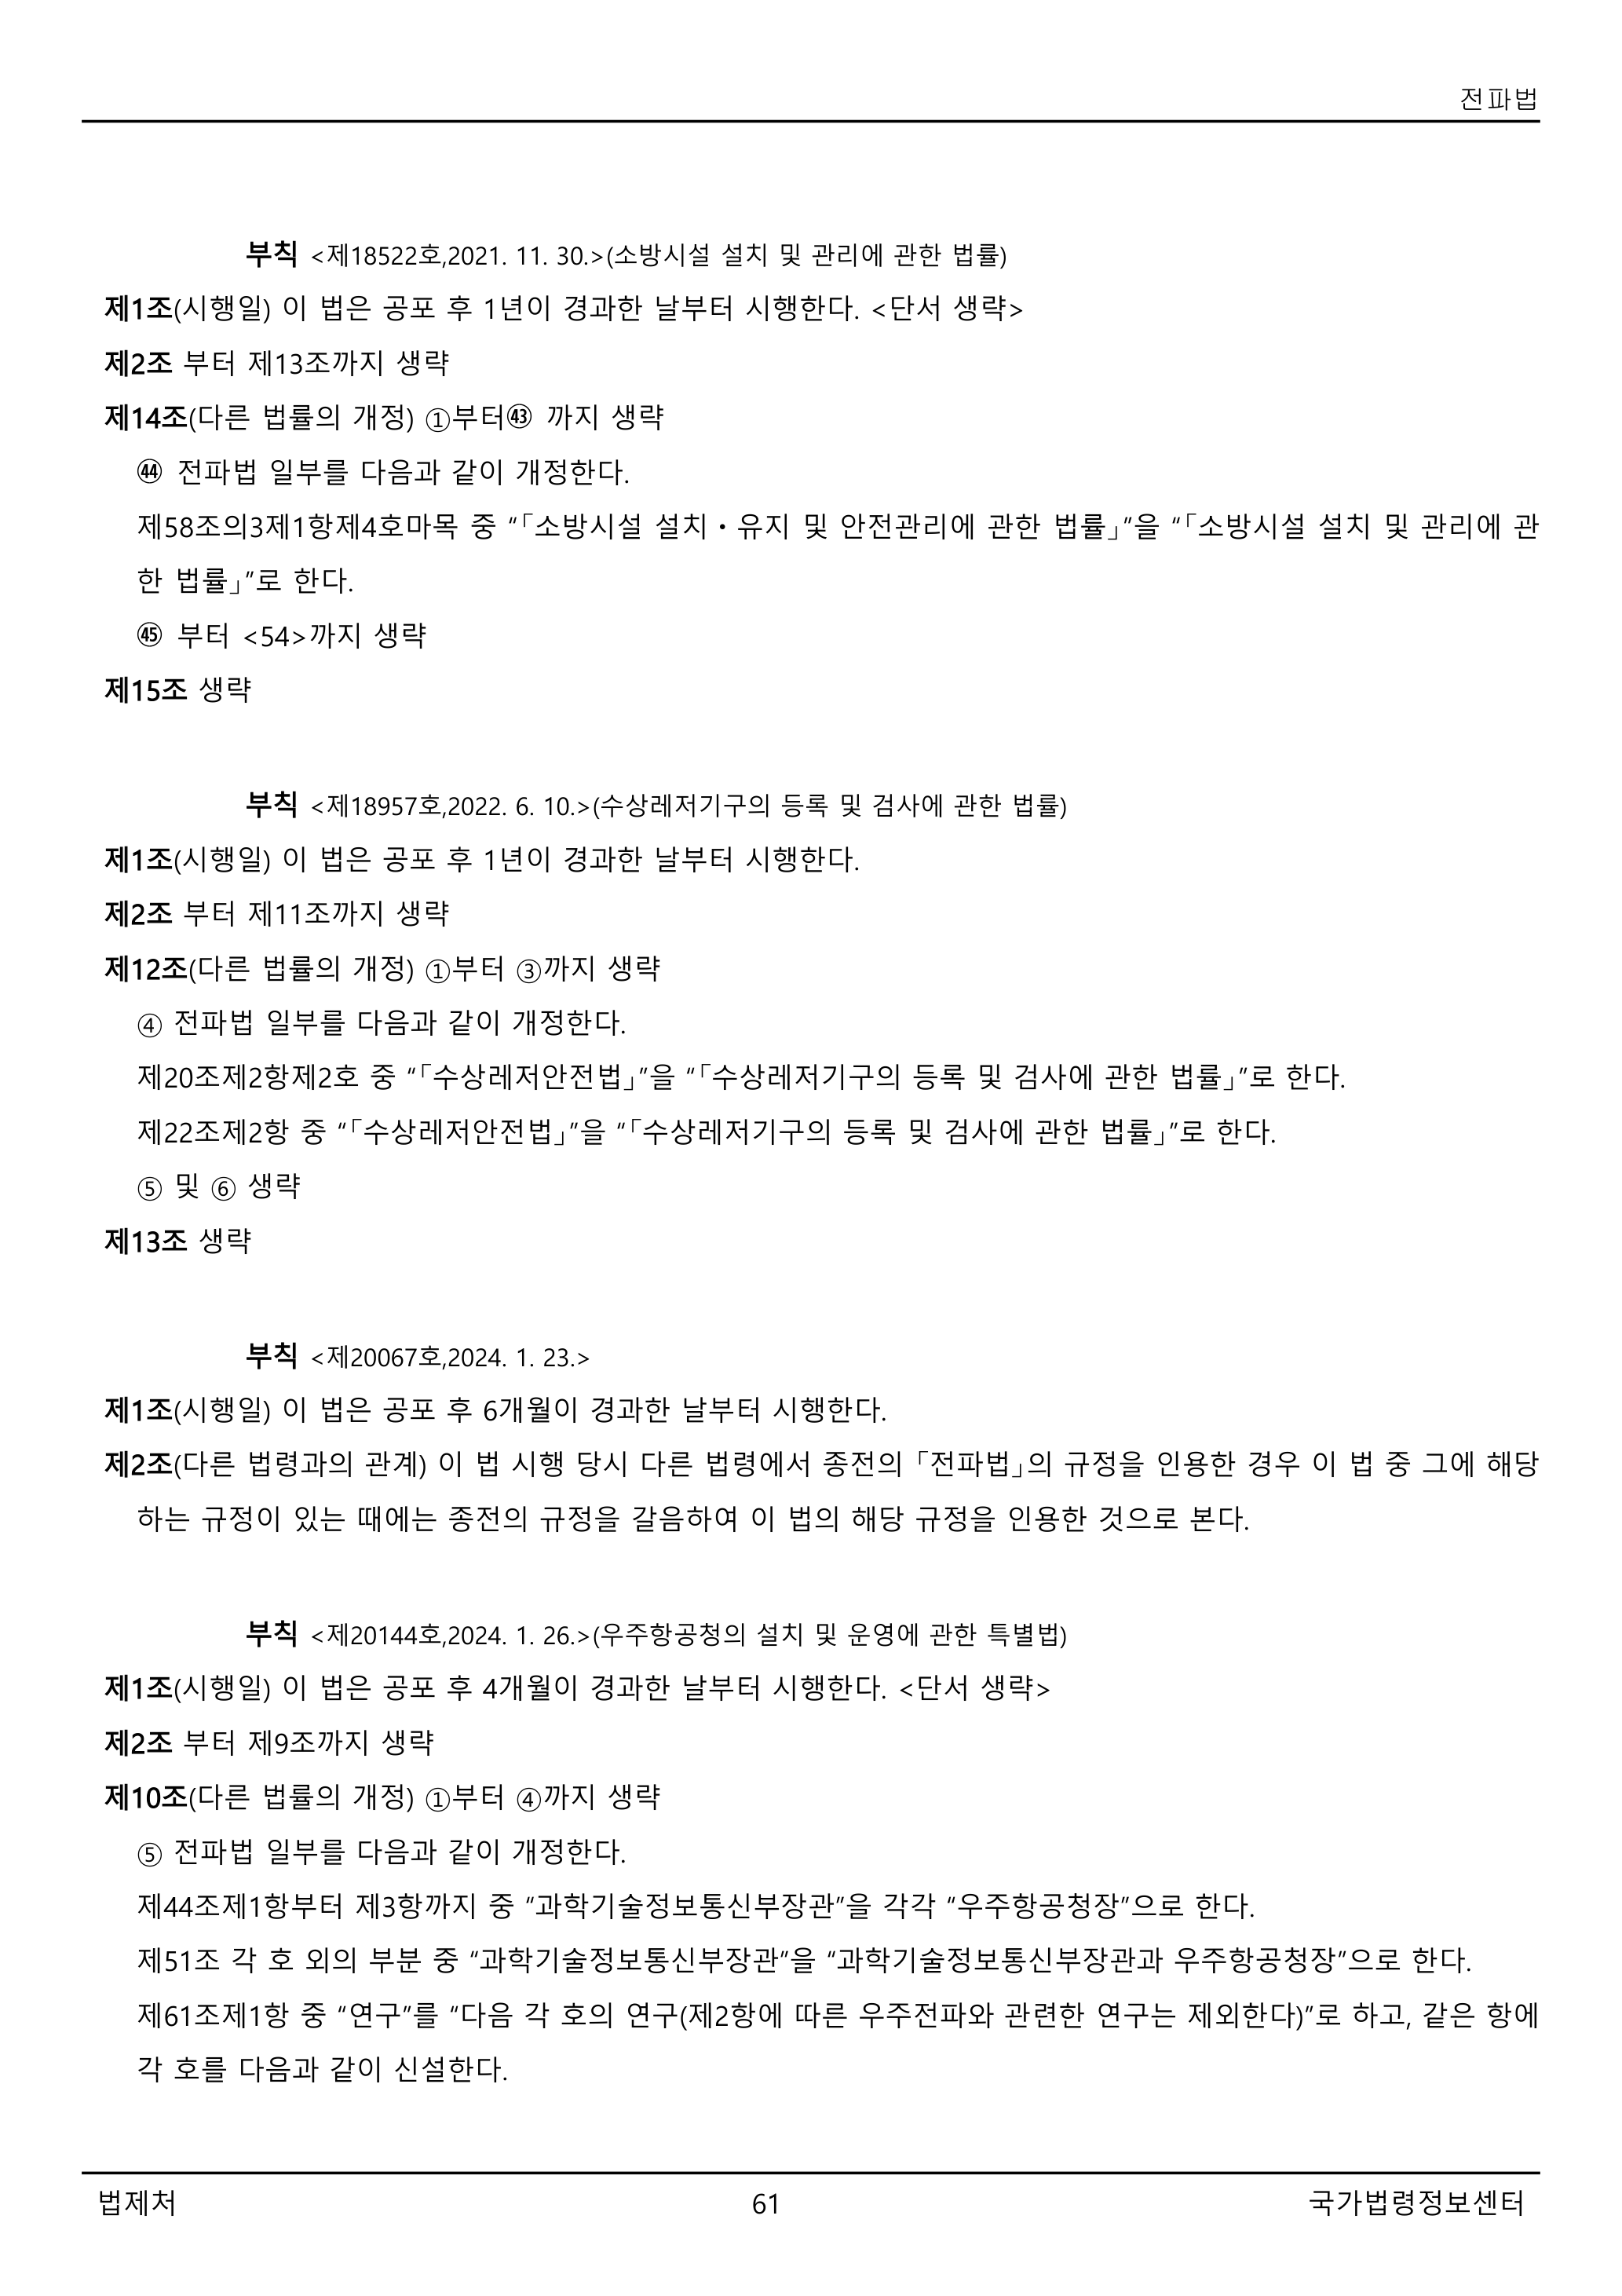 전파법
부칙 <제18522호,2021. 11. 30.>(소방시설 설치 및 관리에 관한 법률)
제1조(시행일) 이 법은 공포 후 1년이 경과한 날부터 시행한다. <단서 생략>
제2조 부터 제13조까지 생략
제14조(다른 법률의 개정) ①부터㊸ 까지 생략
㊹ 전파법 일부를 다음과 같이 개정한다.
제58조의3제1항제4호마목 중 “「소방시설 설치ㆍ유지 및 안전관리에 관한 법률」”을 “「소방시설 설치 및 관리에 관
한 법률」”로 한다.
㊺ 부터 <54>까지 생략
제15조 생략
부칙 <제18957호,2022. 6. 10.>(수상레저기구의 등록 및 검사에 관한 법률)
제1조(시행일) 이 법은 공포 후 1년이 경과한 날부터 시행한다.
제2조 부터 제11조까지 생략
제12조(다른 법률의 개정) ①부터 ③까지 생략
④ 전파법 일부를 다음과 같이 개정한다.
제20조제2항제2호 중 “「수상레저안전법」”을 “「수상레저기구의 등록 및 검사에 관한 법률」”로 한다.
제22조제2항 중 “「수상레저안전법」”을 “「수상레저기구의 등록 및 검사에 관한 법률」”로 한다.
⑤ 및 ⑥ 생략
제13조 생략
부칙 <제20067호,2024. 1. 23.>
제1조(시행일) 이 법은 공포 후 6개월이 경과한 날부터 시행한다.
제2조(다른 법령과의 관계) 이 법 시행 당시 다른 법령에서 종전의 「전파법」의 규정을 인용한 경우 이 법 중 그에 해당
하는 규정이 있는 때에는 종전의 규정을 갈음하여 이 법의 해당 규정을 인용한 것으로 본다.
부칙 <제20144호,2024. 1. 26.>(우주항공청의 설치 및 운영에 관한 특별법)
제1조(시행일) 이 법은 공포 후 4개월이 경과한 날부터 시행한다. <단서 생략>
제2조 부터 제9조까지 생략
제10조(다른 법률의 개정) ①부터 ④까지 생략
⑤ 전파법 일부를 다음과 같이 개정한다.
제44조제1항부터 제3항까지 중 “과학기술정보통신부장관”을 각각 “우주항공청장”으로 한다.
제51조 각 호 외의 부분 중 “과학기술정보통신부장관”을 “과학기술정보통신부장관과 우주항공청장”으로 한다.
제61조제1항 중 “연구”를 “다음 각 호의 연구(제2항에 따른 우주전파와 관련한 연구는 제외한다)”로 하고, 같은 항에
각 호를 다음과 같이 신설한다.
법제처 61 국가법령정보센터